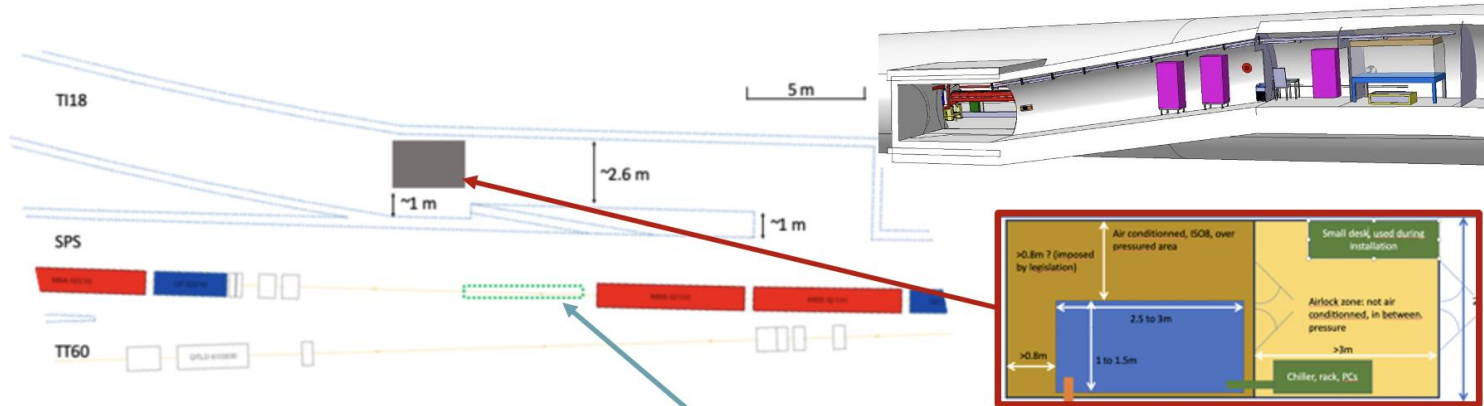 TI18
5 m
~2.6 m
~1 m
~1 m
SPS
TT60
Air conditionned, ISO8, over
pressured area
>0.8m ? (imposed
by legislation)
Small desk, used during
installation
Airlock zone: not air
conditionned, in between.
pressure
2.5 to 3m
>0.8m
1 to 1.5m
>3m
Chiller, rack, PCs